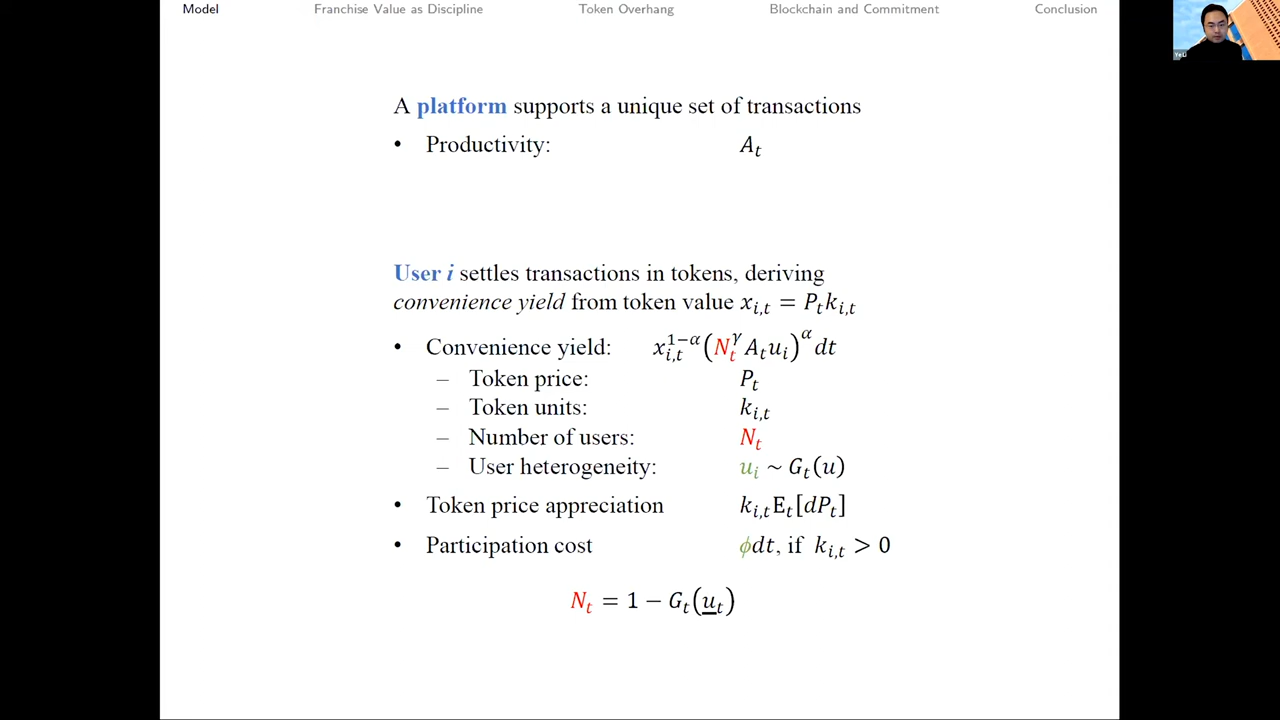 Model Franchise Value as Discipline Token Overhang Blockchain and Commitment Conclusion
A platform supports a unique set of transactions
• Productivity: A_t
User i settles transactions in tokens, deriving
convenience yield from token value x_{i,t} = P_t k_{i,t}
• Convenience yield: x_{i,t}^{1−α}(N_t^γ A_t u_i)^α dt
– Token price: P_t
– Token units: k_{i,t}
– Number of users: N_t
– User heterogeneity: u_i ~ G_t(u)
• Token price appreciation k_{i,t}E_t[dP_t]
• Participation cost ϕdt, if k_{i,t} > 0
N_t = 1 − G_t(u̲_t)